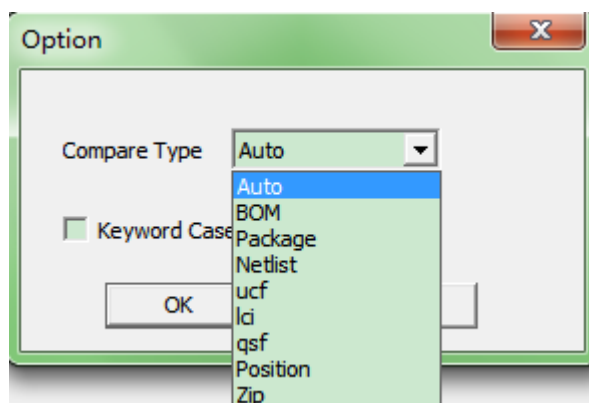 Option
Compare Type Auto
Auto
BOM
Keyword Case
Package
Netlist
ucf
OK
lci
qsf
Position
Zip